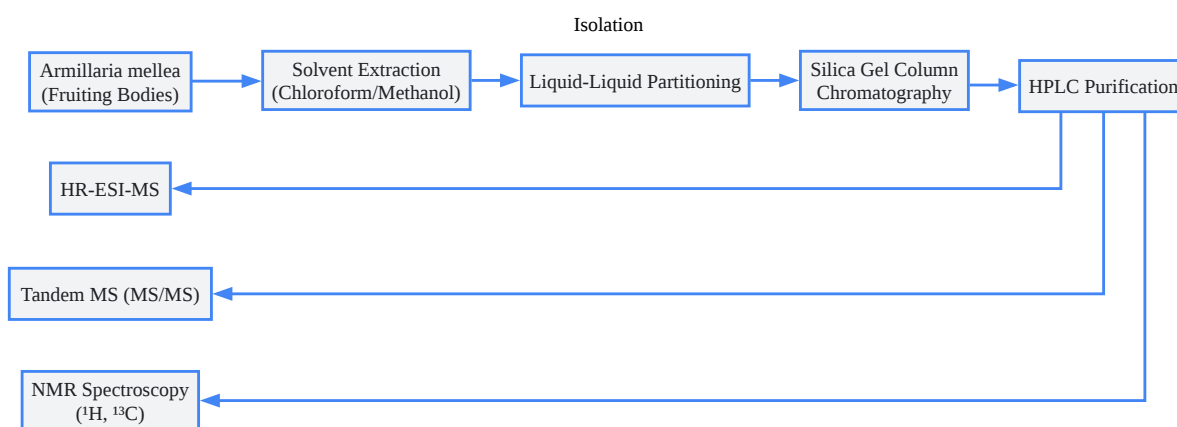 Isolation
Armillaria mellea
(Fruiting Bodies)
Solvent Extraction
(Chloroform/Methanol)
Liquid-Liquid Partitioning
Silica Gel Column
Chromatography
HPLC Purification
HR-ESI-MS
Tandem MS (MS/MS)
NMR Spectroscopy
(¹H, ¹³C)